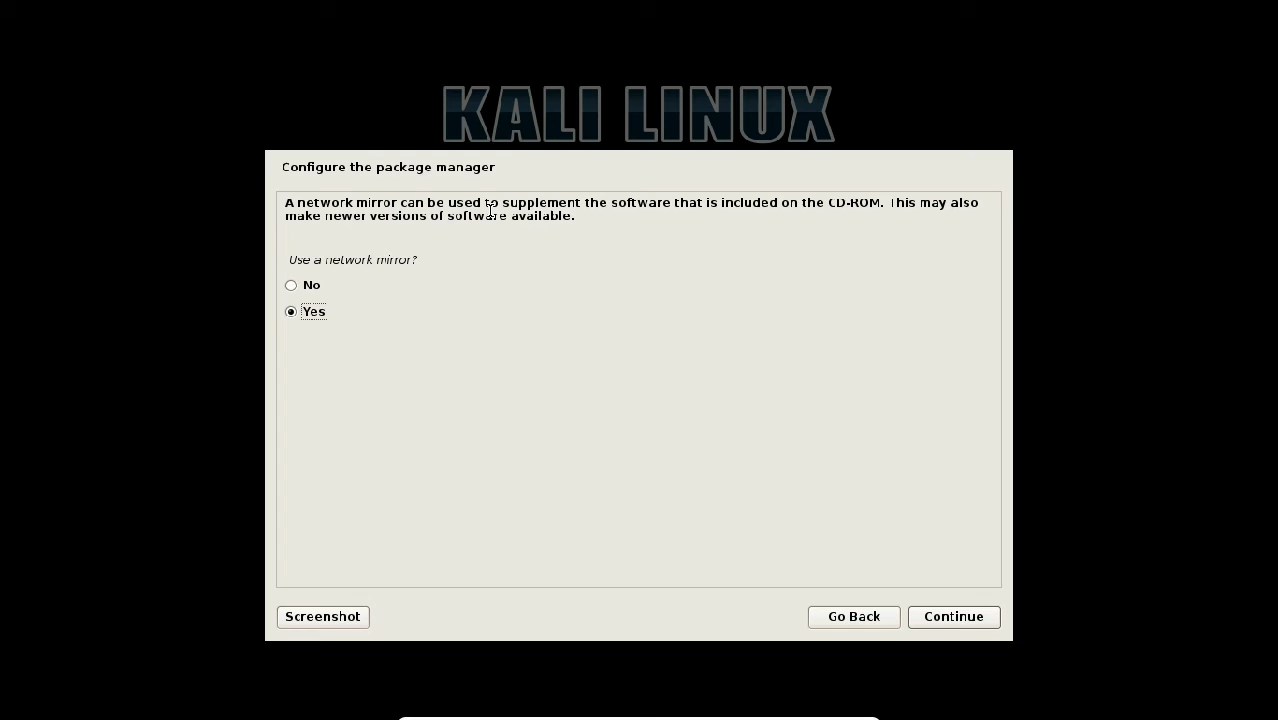 KALI LINUX
Configure the package manager
A network mirror can be used to supplement the software that is included on the CD-ROM. This may also
make newer versions of software available.
Use a network mirror?
No
Yes
Screenshot
Go Back
Continue